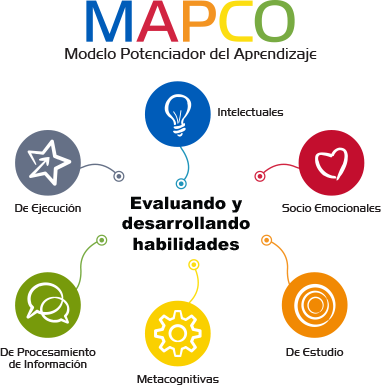 MAPCO
Modelo Potenciador del Aprendizaje
Intelectuales
De Ejecución
Socio Emocionales
Evaluando y
desarrollando
habilidades
De Procesamiento
de Información
Metacognitivas
De Estudio